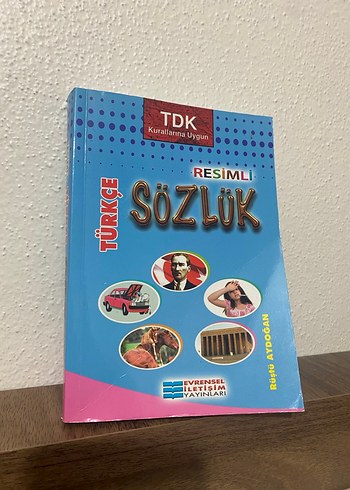 TDK
Kurallarına Uygun
RESİMLİ
TÜRKÇE
SÖZLÜK
Rüştü AYDOĞAN
EVRENSEL
İLETİŞİM
YAYINLARI